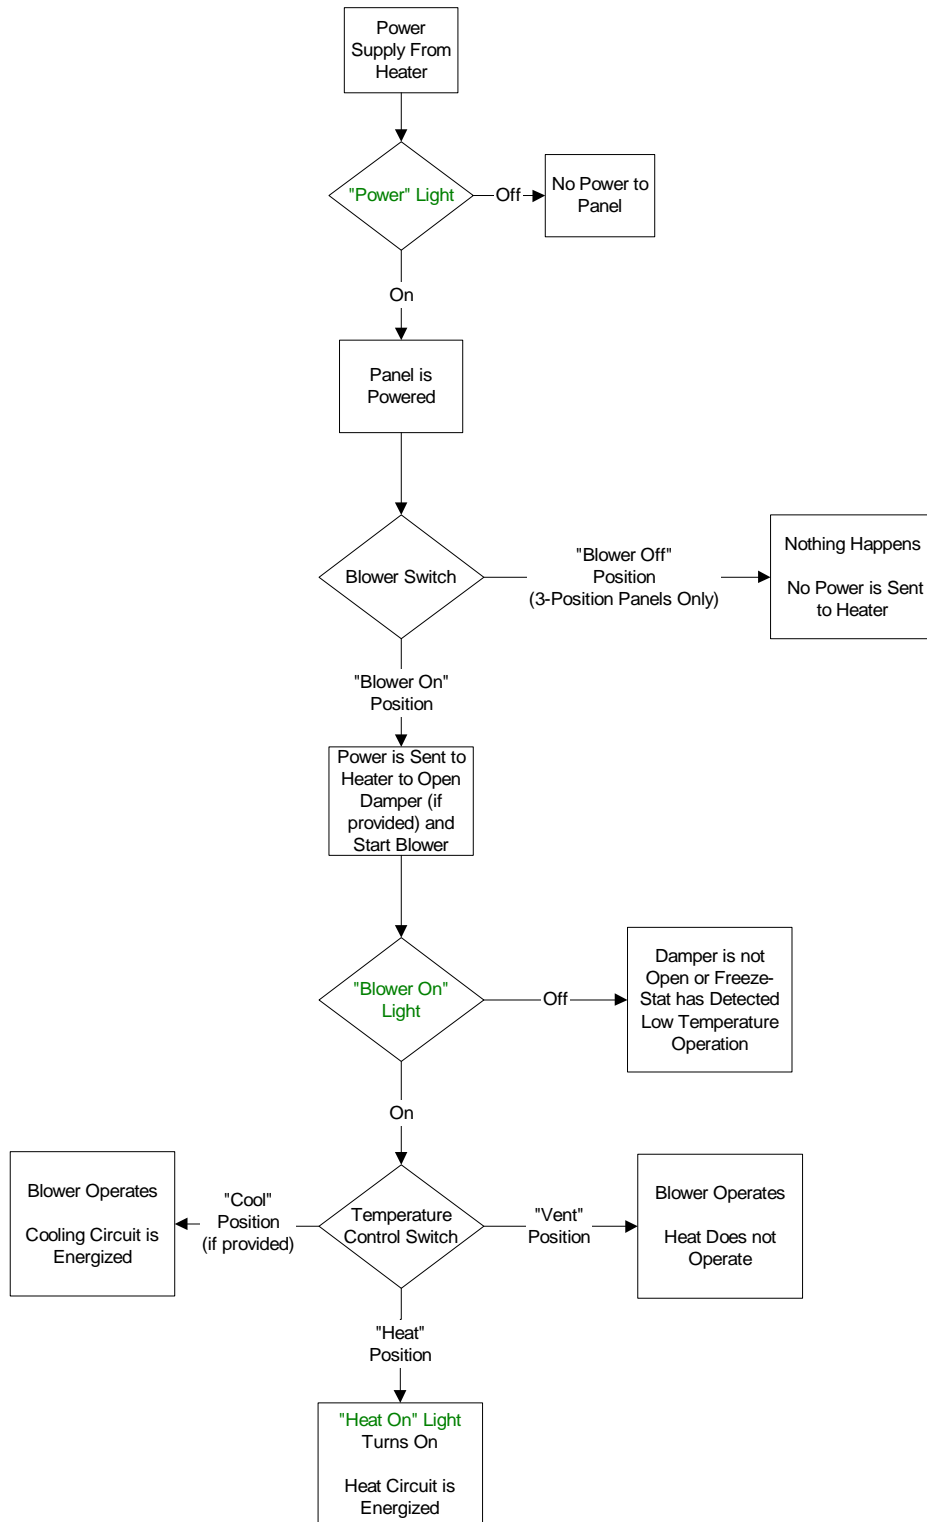 Power
Supply From
Heater
"Power" Light
Off
No Power to
Panel
On
Panel is
Powered
Blower Switch
"Blower Off"
Position
(3-Position Panels Only)
Nothing Happens
No Power is Sent
to Heater
"Blower On"
Position
Power is Sent to
Heater to Open
Damper (if
provided) and
Start Blower
"Blower On"
Light
Off
Damper is not
Open or Freeze-
Stat has Detected
Low Temperature
Operation
On
Blower Operates
Cooling Circuit is
Energized
"Cool"
Position
(if provided)
Temperature
Control Switch
"Vent"
Position
Blower Operates
Heat Does not
Operate
"Heat"
Position
"Heat On" Light
Turns On
Heat Circuit is
Energized